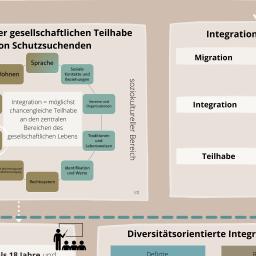 er gesellschaftlichen Teilhabe
on Schutzsuchenden
Integration
Sprache
Wohnen
Soziale
Kontakte und
Beziehungen
Migration
Integration = möglichst
chancengleiche Teilhabe
an den zentralen
Bereichen des
gesellschaftlichen Lebens
Vereine und
Organisationen
soziokultureller Bereich
Integration
Traditionen
und
Lebensweisen
Teilhabe
Identifikation
und Werte
Rechtssystem
Diversitätsorientierte Integr
ls 18 Jahre und
Defizite